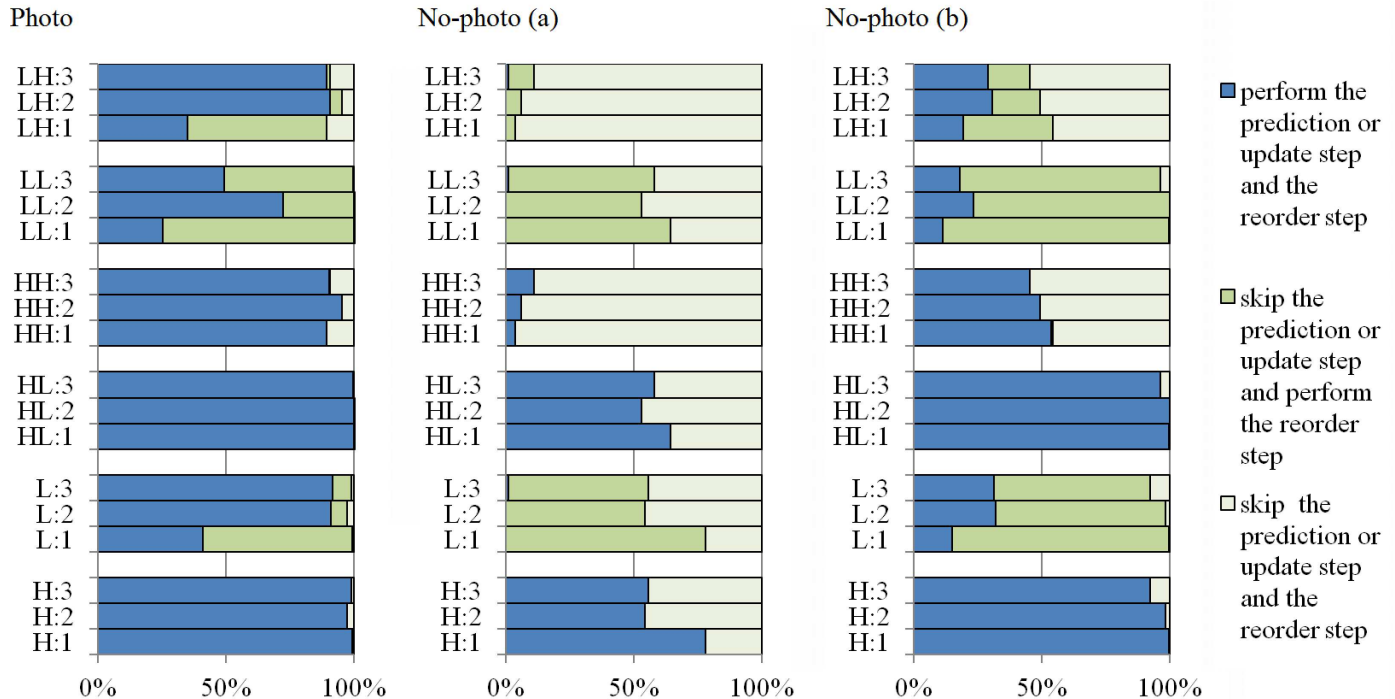 Photo
No-photo (a)
No-photo (b)
LH:3
LH:2
LH:1
LL:3
LL:2
LL:1
HH:3
HH:2
HH:1
HL:3
HL:2
HL:1
L:3
L:2
L:1
H:3
H:2
H:1
0% 50% 100%
LH:3
LH:2
LH:1
LL:3
LL:2
LL:1
HH:3
HH:2
HH:1
HL:3
HL:2
HL:1
L:3
L:2
L:1
H:3
H:2
H:1
0% 50% 100%
LH:3
LH:2
LH:1
LL:3
LL:2
LL:1
HH:3
HH:2
HH:1
HL:3
HL:2
HL:1
L:3
L:2
L:1
H:3
H:2
H:1
0% 50% 100%
perform the
prediction or
update step
and the
reorder step
skip the
prediction or
update step
and perform
the reorder
step
skip the
prediction or
update step
and the
reorder step